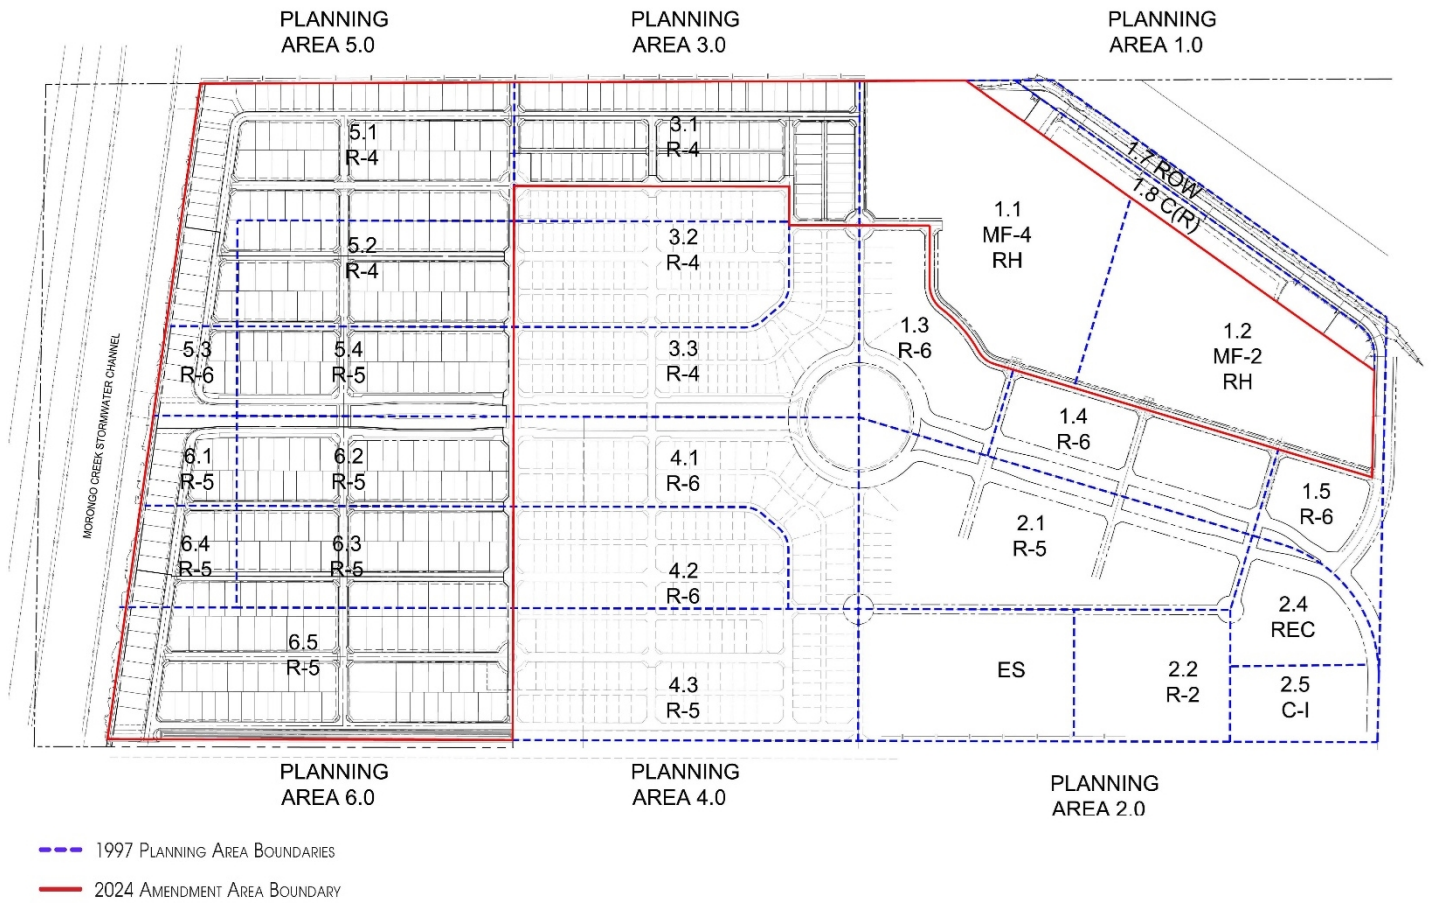 PLANNING
AREA 5.0
PLANNING
AREA 3.0
PLANNING
AREA 1.0
5.1
R-4
3.1
R-4
1.7 ROW
1.8 C(R)
1.1
MF-4
RH
5.2
R-4
3.2
R-4
1.3
R-6
1.2
MF-2
RH
5.3
R-6
5.4
R-5
3.3
R-4
MORONGO CREEK STORMWATER CHANNEL
1.4
R-6
6.1
R-5
6.2
R-5
4.1
R-6
1.5
R-6
2.1
R-5
6.4
R-5
6.3
R-5
4.2
R-6
2.4
REC
6.5
R-5
ES
2.2
R-2
4.3
R-5
2.5
C-I
PLANNING
AREA 6.0
PLANNING
AREA 4.0
PLANNING
AREA 2.0
1997 PLANNING AREA BOUNDARIES
2024 AMENDMENT AREA BOUNDARY